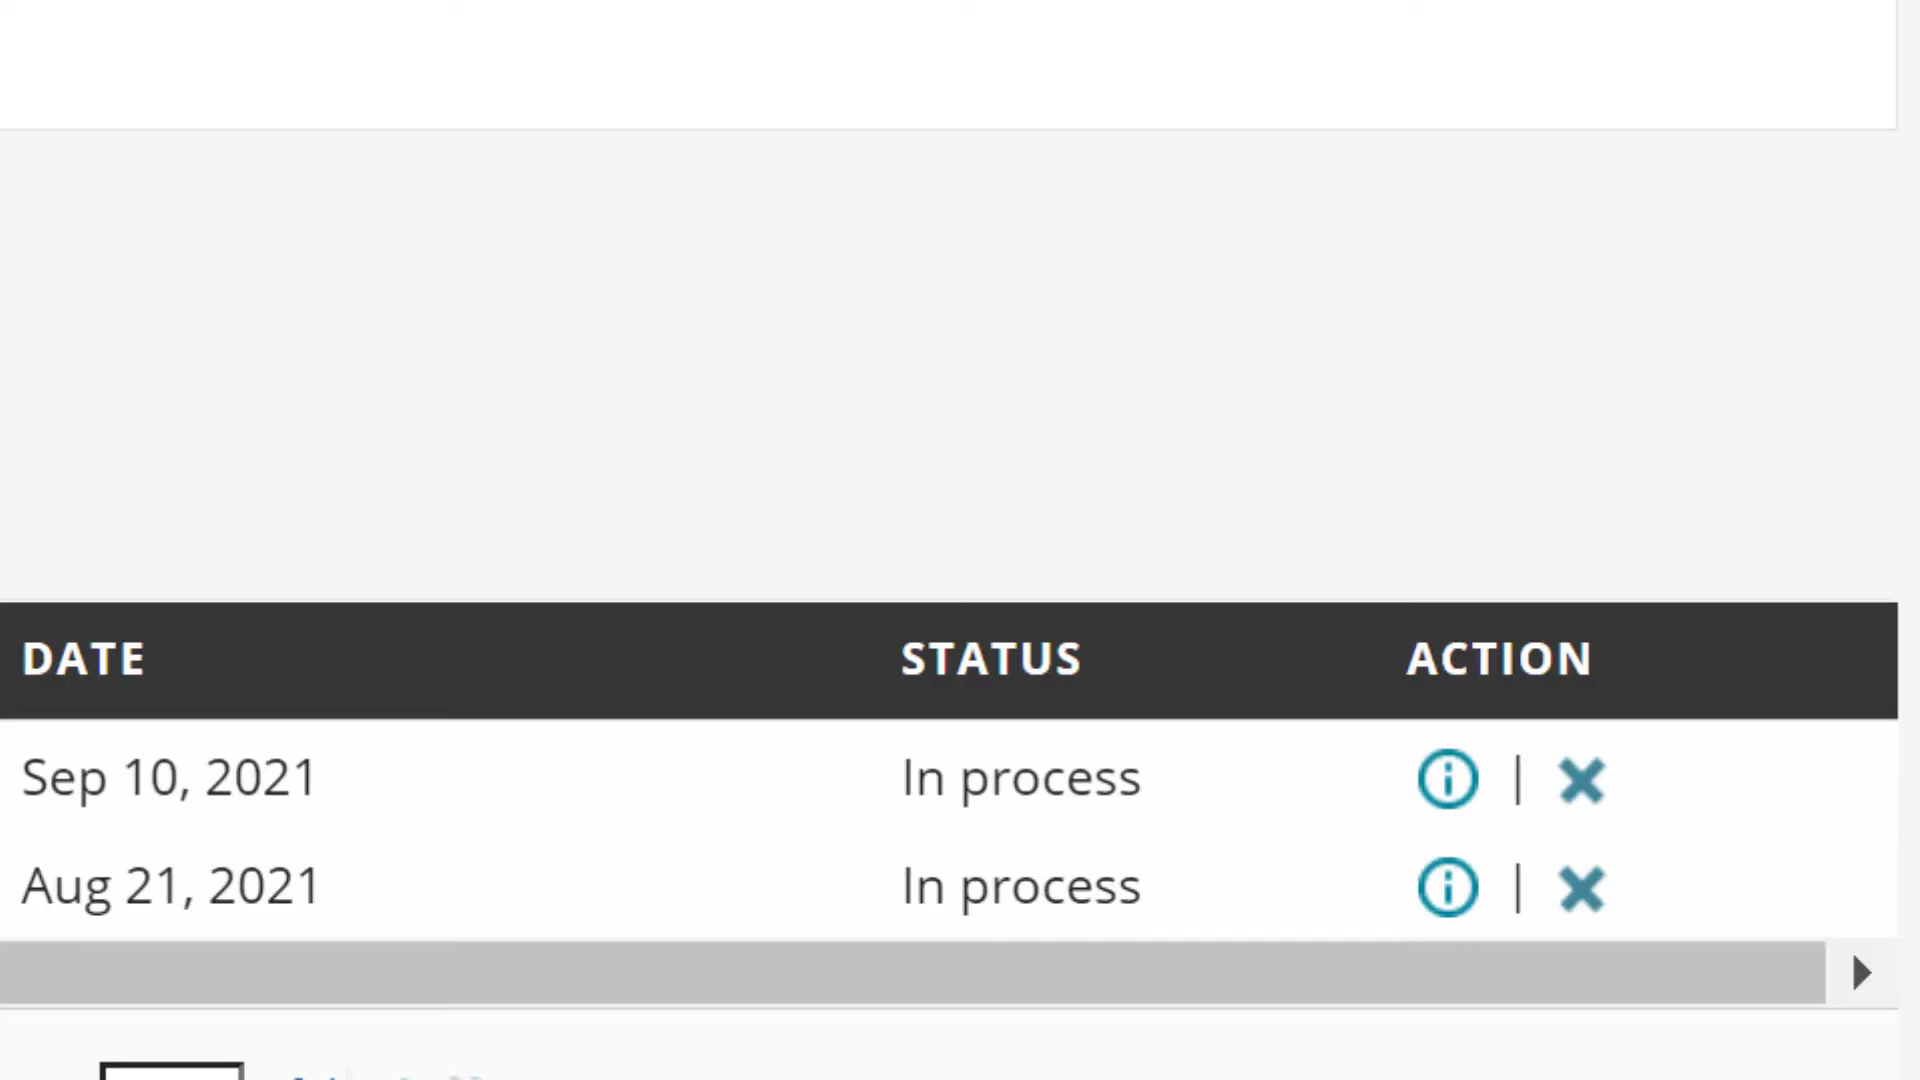 DATE STATUS ACTION
Sep 10, 2021 In process |
Aug 21, 2021 In process |